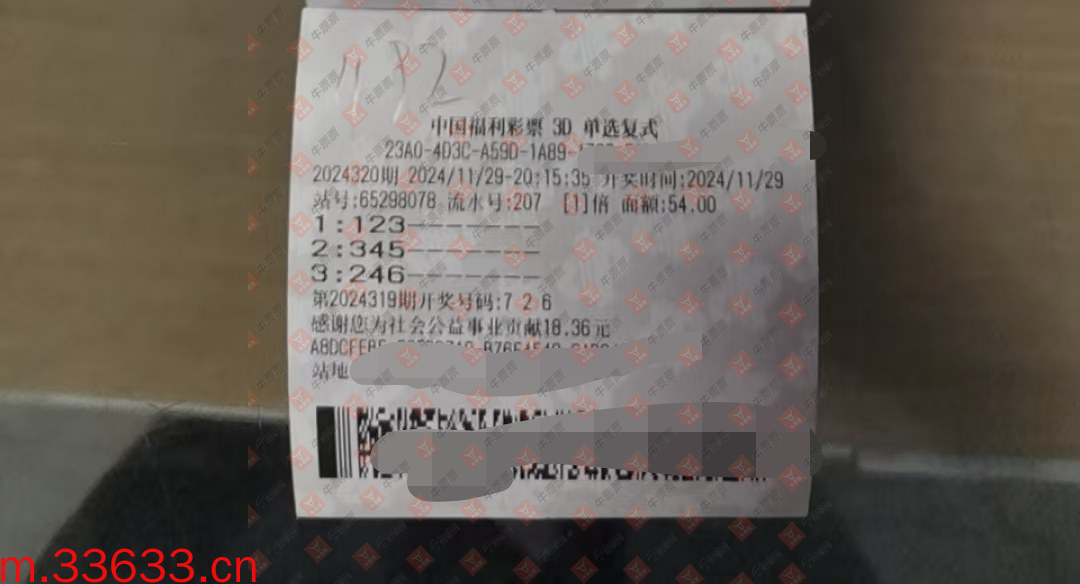 中国福利彩票 3D 单选复式
23A0-4D3C-A59D-1A89-
2024320期 2024/11/29-20:15:35 开奖时间:2024/11/29
站号:65298078 流水号:207 [1]倍 面额:54.00
1:123--------
2:345--------
3:246--------
第2024319期开奖号码:7 2 6
感谢您为社会公益事业贡献18.36元
站地
牛票票
m.33633.cn